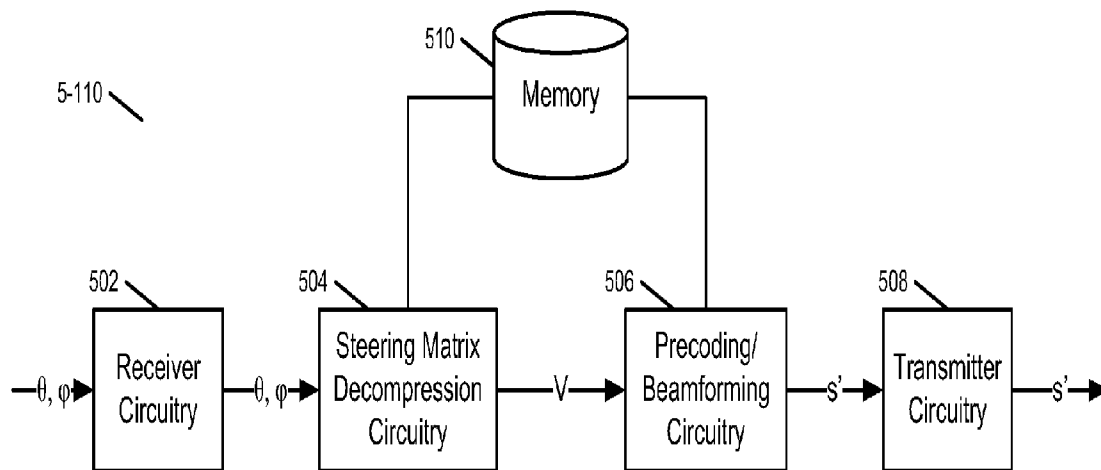 510
Memory
5-110
502
504
506
508
θ, φ
Receiver
Circuitry
θ, φ
Steering Matrix
Decompression
Circuitry
V
Precoding/
Beamforming
Circuitry
s'
Transmitter
Circuitry
s'